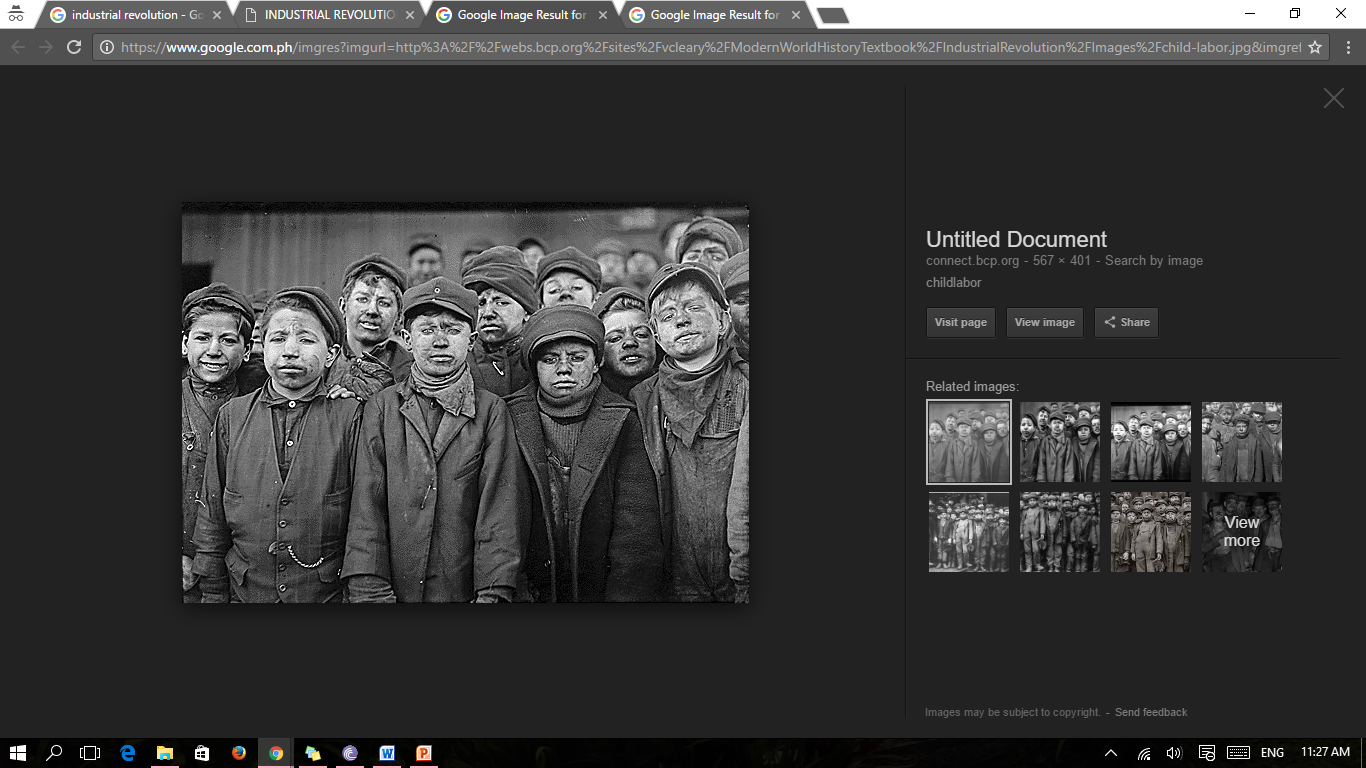 industrial revolution - Go
INDUSTRIAL REVOLUTIO
Google Image Result for
Google Image Result for
https://www.google.com.ph/imgres?imgurl=http%3A%2F%2Fwebs.bcp.org%2Fsites%2Fvcleary%2FModernWorldHistoryTextbook%2FIndustrialRevolution%2FImages%2Fchild-labor.jpg&imgref
Untitled Document
connect.bcp.org - 567 × 401 - Search by image
childlabor
Visit page
View image
Share
Related images:
View
more
Images may be subject to copyright. - Send feedback
ENG
11:27 AM